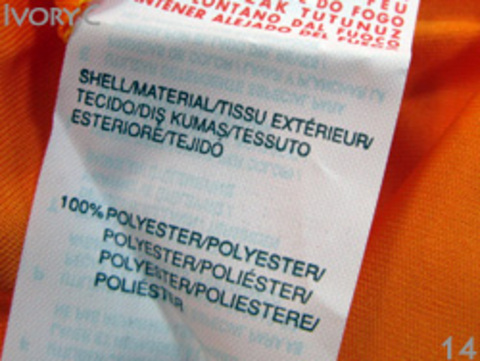 IVORY.C
FEU
DO FOGO
TUTUNUZ
LONTANO DAL FUOCO
ALEJADO DEL FUEGO
SHELL/MATERIAL/TISSU EXTÉRIEUR/
TECIDO/DIŞ KUMAŞ/TESSUTO
ESTERIORE/TEJIDO
100% POLYESTER/POLYESTER/
POLYESTER/POLIÉSTER/
POLYESTER/POLIESTERE/
POLIÉSTER
14